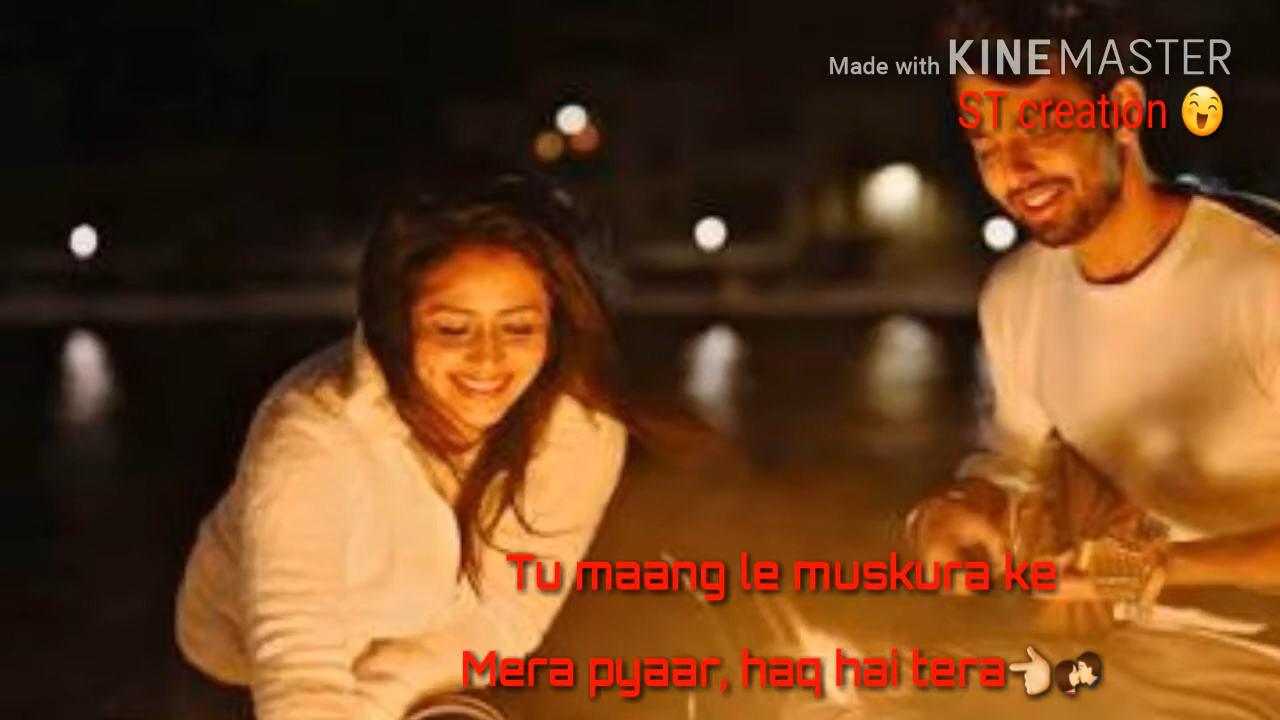 Made with KINEMASTER
ST creation 😄
Tu maang le muskura ke
Mera pyaar, haq hai tera👈💏